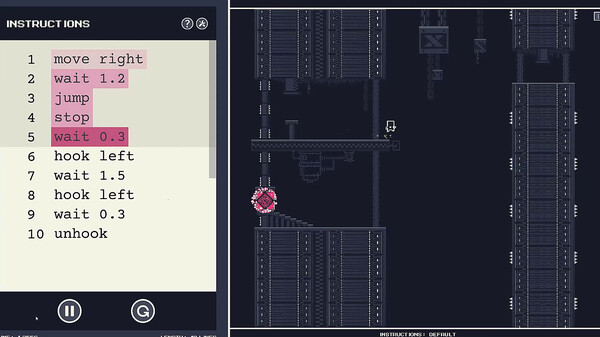 INSTRUCTIONS
1 move right
2 wait 1.2
3 jump
4 stop
5 wait 0.3
6 hook left
7 wait 1.5
8 hook left
9 wait 0.3
10 unhook
INSTRUCTIONS: DEFAULT